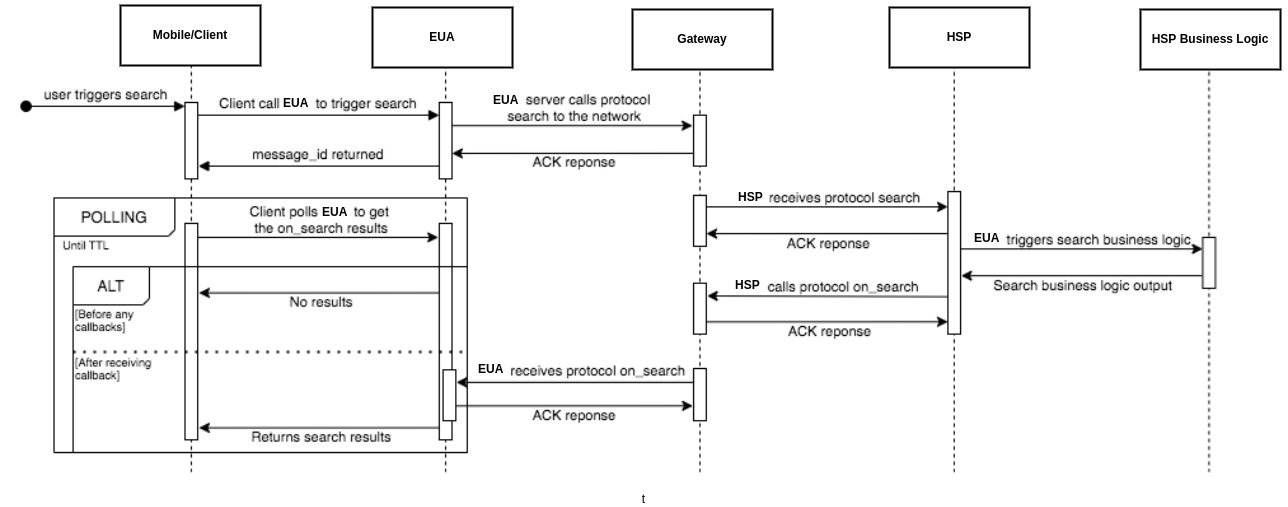 Mobile/Client
EUA
Gateway
HSP
HSP Business Logic
user triggers search
Client call EUA to trigger search
EUA server calls protocol
search to the network
message_id returned
ACK reponse
HSP receives protocol search
ACK reponse
EUA triggers search business logic
Search business logic output
HSP calls protocol on_search
ACK reponse
POLLING
Until TTL
Client polls EUA to get
the on_search results
ALT
[Before any
callbacks]
No results
[After receiving
callback]
EUA receives protocol on_search
ACK reponse
Returns search results
t